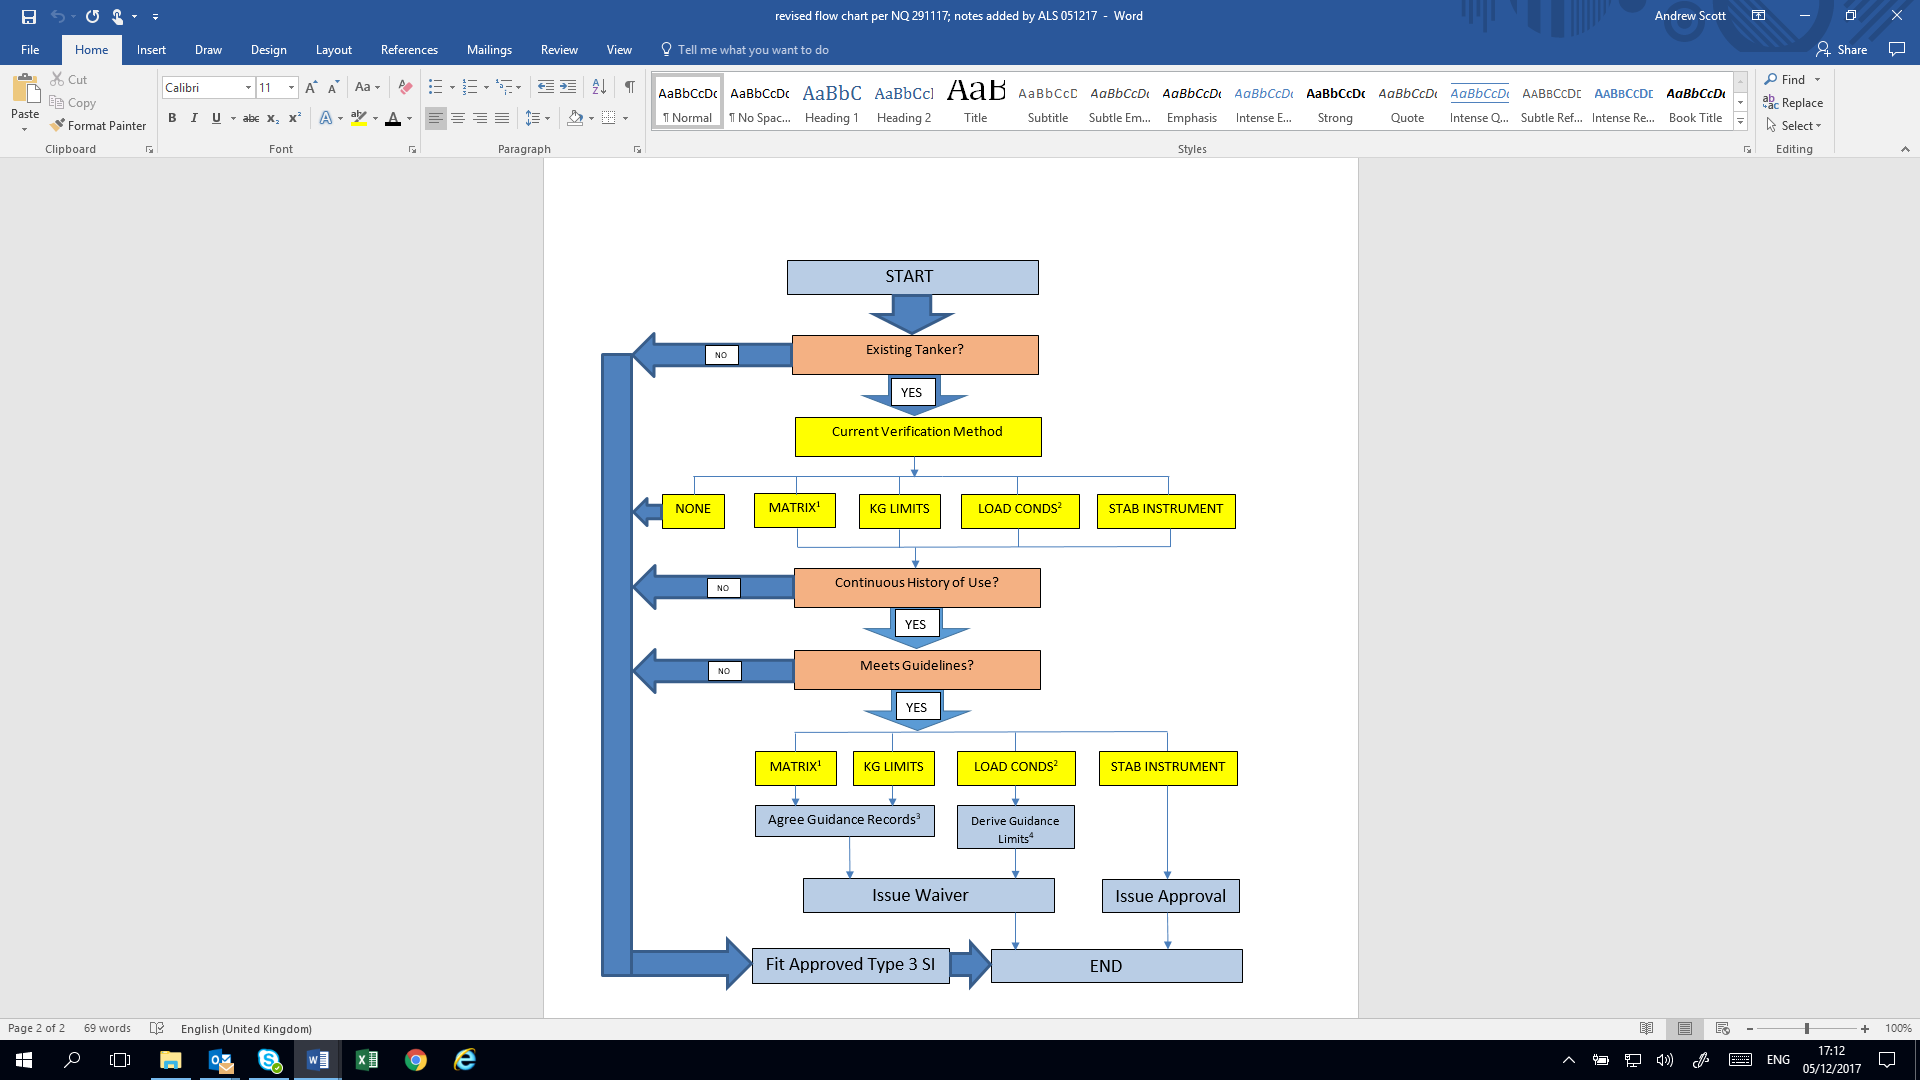 revised flow chart per NQ 291117; notes added by ALS 051217 - Word
Andrew Scott
File Home Insert Draw Design Layout References Mailings Review View Tell me what you want to do
Share
Paste
Cut
Copy
Format Painter
Clipboard
Calibri 11
Font
Paragraph
AaBbCcDc AaBbCcDc AaBbC AaBbCcI AaB AaBbCcD AaBbCcDc AaBbCcDc AaBbCcDc AaBbCcDc AaBbCcDc AaBbCcDc AaBbCcDc AaBbCcDc AaBbCcDc
¶ Normal ¶ No Spac... Heading 1 Heading 2 Title Subtitle Subtle Em... Emphasis Intense E... Strong Quote Intense Q... Subtle Ref... Intense Re... Book Title
Styles
Find
Replace
Select
Editing
START
Existing Tanker?
NO
YES
Current Verification Method
NONE MATRIX¹ KG LIMITS LOAD CONDS² STAB INSTRUMENT
Continuous History of Use?
NO
YES
Meets Guidelines?
NO
YES
MATRIX¹ KG LIMITS LOAD CONDS² STAB INSTRUMENT
Agree Guidance Records³
Derive Guidance
Limits⁴
Issue Waiver
Issue Approval
Fit Approved Type 3 SI
END
Page 2 of 2 69 words English (United Kingdom)
100%
ENG
17:12
05/12/2017